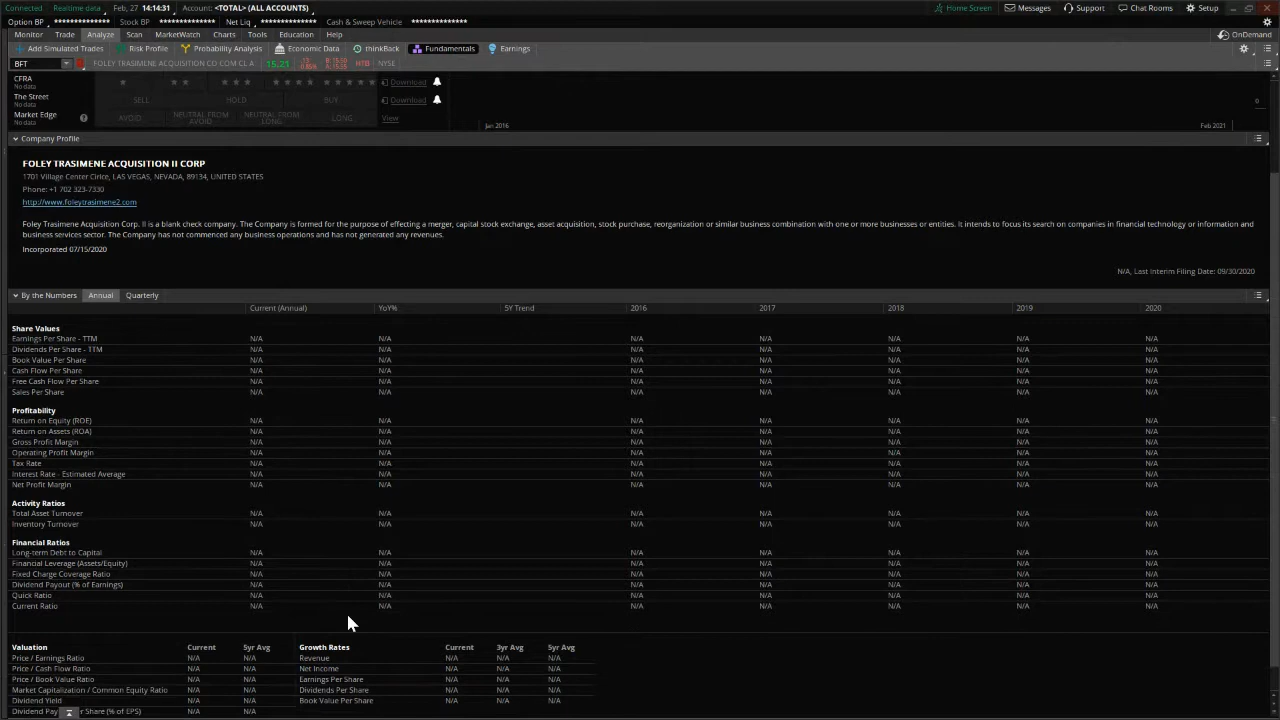 Connected Realtime data Feb, 27 14:14:31 Account: <TOTAL> (ALL ACCOUNTS) Home Screen Messages Support Chat Rooms Setup
Option BP ************** Stock BP ************** Net Liq ************** Cash & Sweep Vehicle **************
Monitor Trade Analyze Scan MarketWatch Charts Tools Education Help OnDemand
Add Simulated Trades Risk Profile Probability Analysis Economic Data thinkBack Fundamentals Earnings
BFT FOLEY TRASIMENE ACQUISITION CO COM CL A 15.21 HTB NYSE
CFRA
No data
Download
The Street
No data
SELL HOLD BUY Download
Market Edge
No data
AVOID NEUTRAL FROM AVOID NEUTRAL FROM LONG LONG View
Jan 2016 Feb 2021
0
Company Profile
FOLEY TRASIMENE ACQUISITION II CORP
1701 Village Center Circle, LAS VEGAS, NEVADA, 89134, UNITED STATES
Phone: +1 702 323-7330
http://www.foleytrasimene2.com
Foley Trasimene Acquisition Corp. II is a blank check company. The Company is formed for the purpose of effecting a merger, capital stock exchange, asset acquisition, stock purchase, reorganization or similar business combination with one or more businesses or entities. It intends to focus its search on companies in financial technology or information and
business services sector. The Company has not commenced any business operations and has not generated any revenues.
Incorporated 07/15/2020
N/A, Last Interim Filing Date: 09/30/2020
By the Numbers Annual Quarterly
Current (Annual) YoY% 5Y Trend 2016 2017 2018 2019 2020
Share Values
Earnings Per Share - TTM N/A N/A N/A N/A N/A N/A N/A
Dividends Per Share - TTM N/A N/A N/A N/A N/A N/A N/A
Book Value Per Share N/A N/A N/A N/A N/A N/A N/A
Cash Flow Per Share N/A N/A N/A N/A N/A N/A N/A
Free Cash Flow Per Share N/A N/A N/A N/A N/A N/A N/A
Sales Per Share N/A N/A N/A N/A N/A N/A N/A
Profitability
Return on Equity (ROE) N/A N/A N/A N/A N/A N/A N/A
Return on Assets (ROA) N/A N/A N/A N/A N/A N/A N/A
Gross Profit Margin N/A N/A N/A N/A N/A N/A N/A
Operating Profit Margin N/A N/A N/A N/A N/A N/A N/A
Tax Rate N/A N/A N/A N/A N/A N/A N/A
Interest Rate - Estimated Average N/A N/A N/A N/A N/A N/A N/A
Net Profit Margin N/A N/A N/A N/A N/A N/A N/A
Activity Ratios
Total Asset Turnover N/A N/A N/A N/A N/A N/A N/A
Inventory Turnover N/A N/A N/A N/A N/A N/A N/A
Financial Ratios
Long-term Debt to Capital N/A N/A N/A N/A N/A N/A N/A
Financial Leverage (Assets/Equity) N/A N/A N/A N/A N/A N/A N/A
Fixed Charge Coverage Ratio N/A N/A N/A N/A N/A N/A N/A
Dividend Payout (% of Earnings) N/A N/A N/A N/A N/A N/A N/A
Quick Ratio N/A N/A N/A N/A N/A N/A N/A
Current Ratio N/A N/A N/A N/A N/A N/A N/A
Valuation Current 5yr Avg Growth Rates Current 3yr Avg 5yr Avg
Price / Earnings Ratio N/A N/A Revenue N/A N/A N/A
Price / Cash Flow Ratio N/A N/A Net Income N/A N/A N/A
Price / Book Value Ratio N/A N/A Earnings Per Share N/A N/A N/A
Market Capitalization / Common Equity Ratio N/A N/A Dividends Per Share N/A N/A N/A
Dividend Yield N/A N/A Book Value Per Share N/A N/A N/A
Dividend Pay r Share (% of EPS) N/A N/A